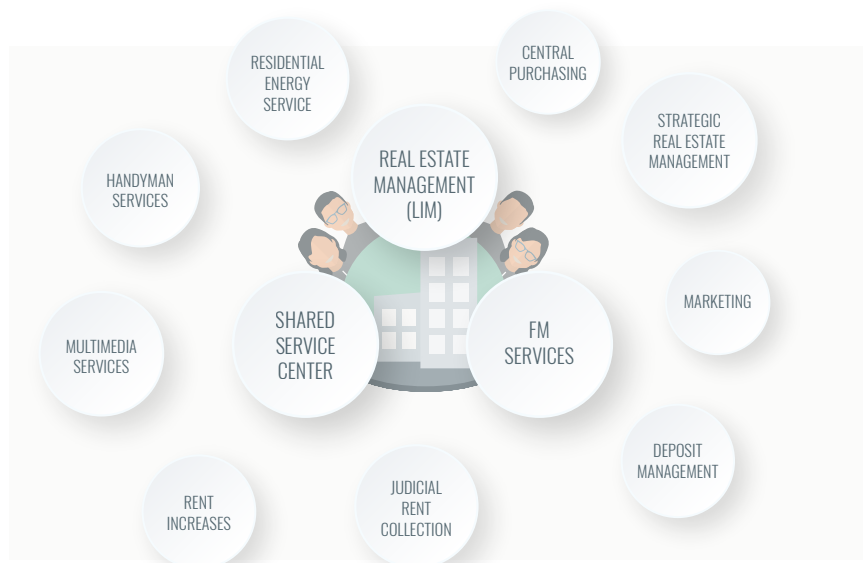 CENTRAL
PURCHASING
RESIDENTIAL
ENERGY
SERVICE
STRATEGIC
REAL ESTATE
MANAGEMENT
REAL ESTATE
MANAGEMENT
(LIM)
HANDYMAN
SERVICES
MARKETING
SHARED
SERVICE
CENTER
FM
SERVICES
MULTIMEDIA
SERVICES
DEPOSIT
MANAGEMENT
RENT
INCREASES
JUDICIAL
RENT
COLLECTION